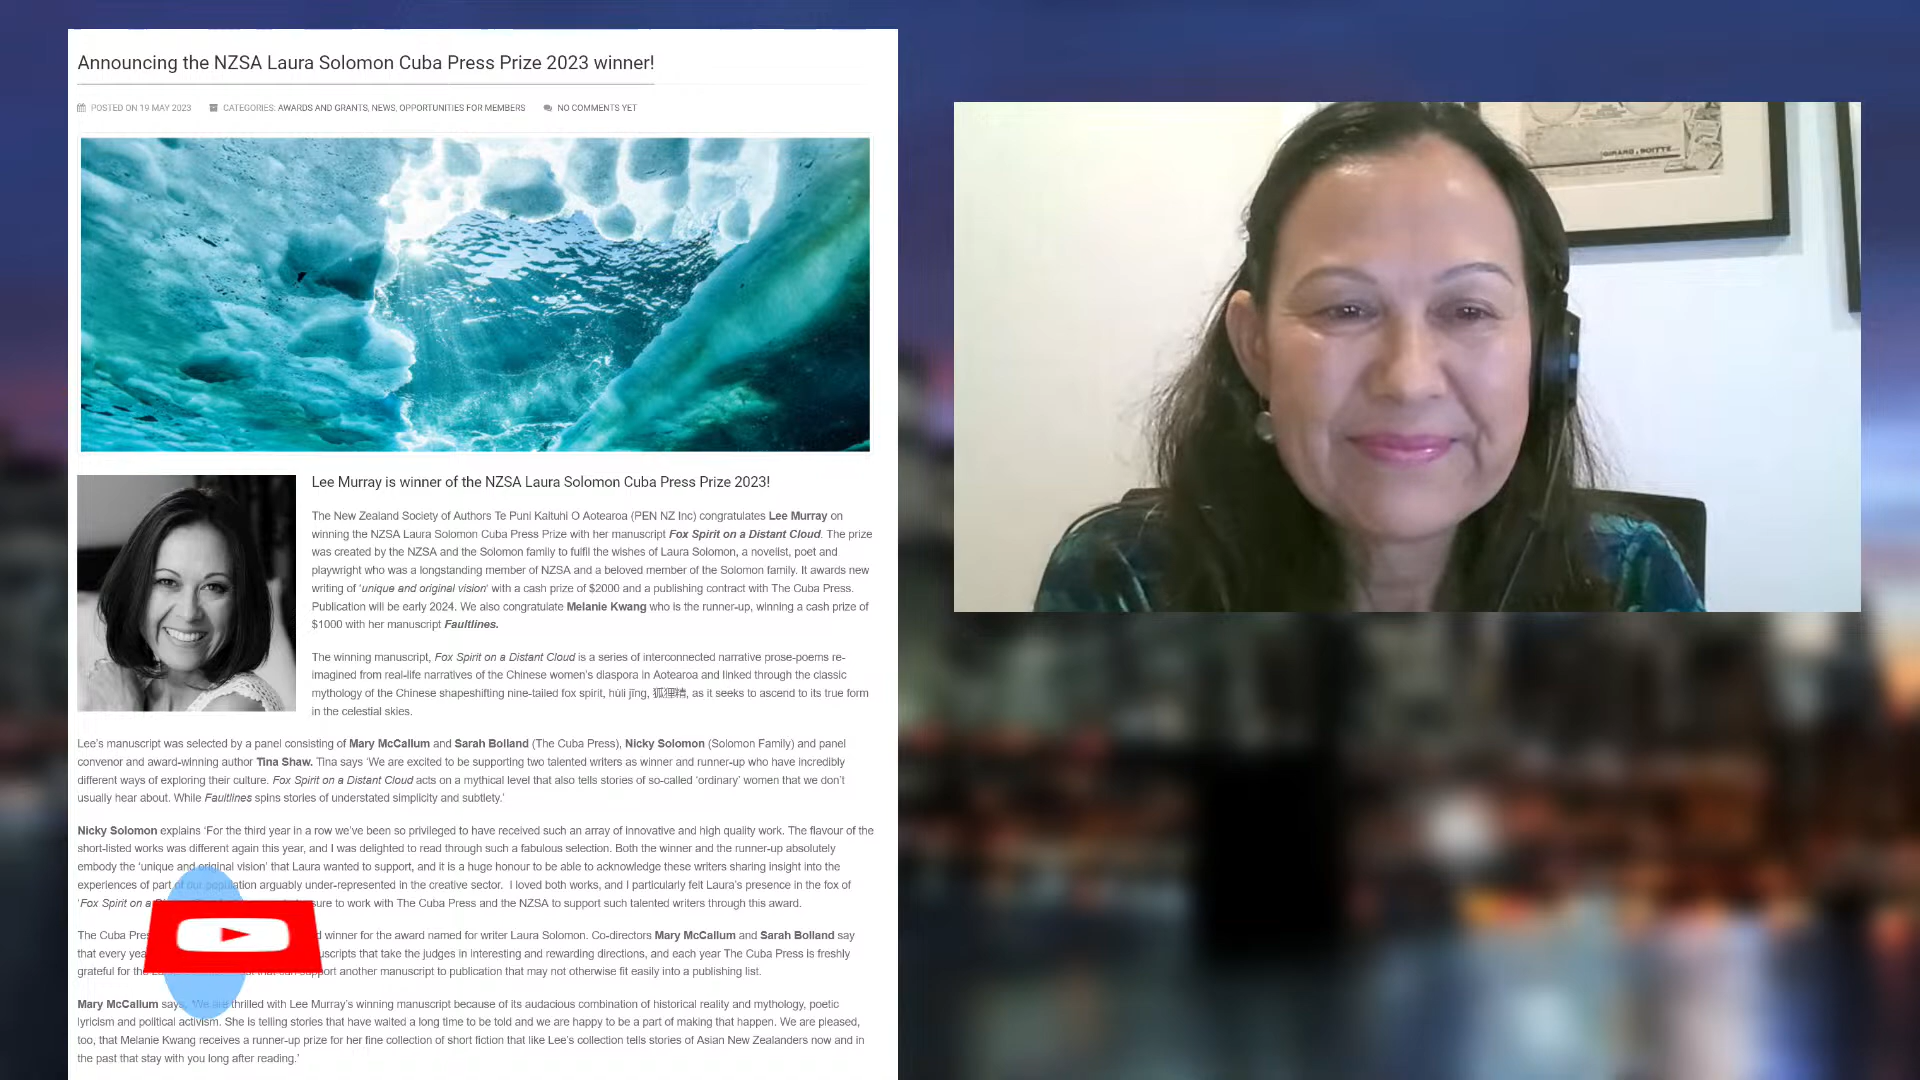 Announcing the NZSA Laura Solomon Cuba Press Prize 2023 winner!
POSTED ON 19 MAY 2023 CATEGORIES: AWARDS AND GRANTS, NEWS, OPPORTUNITIES FOR MEMBERS NO COMMENTS YET
GIRARD & BOITTE
Lee Murray is winner of the NZSA Laura Solomon Cuba Press Prize 2023!
The New Zealand Society of Authors Te Puni Kaituhi O Aotearoa (PEN NZ Inc) congratulates Lee Murray on
winning the NZSA Laura Solomon Cuba Press Prize with her manuscript Fox Spirit on a Distant Cloud. The prize
was created by the NZSA and the Solomon family to fulfil the wishes of Laura Solomon, a novelist, poet and
playwright who was a longstanding member of NZSA and a beloved member of the Solomon family. It awards new
writing of ‘unique and original vision’ with a cash prize of $2000 and a publishing contract with The Cuba Press.
Publication will be early 2024. We also congratulate Melanie Kwang who is the runner-up, winning a cash prize of
$1000 with her manuscript Faultlines.
The winning manuscript, Fox Spirit on a Distant Cloud is a series of interconnected narrative prose-poems re-
imagined from real-life narratives of the Chinese women’s diaspora in Aotearoa and linked through the classic
mythology of the Chinese shapeshifting nine-tailed fox spirit, húli jīng, 狐狸精, as it seeks to ascend to its true form
in the celestial skies.
Lee’s manuscript was selected by a panel consisting of Mary McCallum and Sarah Bolland (The Cuba Press), Nicky Solomon (Solomon Family) and panel
convenor and award-winning author Tina Shaw. Tina says ‘We are excited to be supporting two talented writers as winner and runner-up who have incredibly
different ways of exploring their culture. Fox Spirit on a Distant Cloud acts on a mythical level that also tells stories of so-called ‘ordinary’ women that we don’t
usually hear about. While Faultlines spins stories of understated simplicity and subtlety.’
Nicky Solomon explains ‘For the third year in a row we’ve been so privileged to have received such an array of innovative and high quality work. The flavour of the
short-listed works was different again this year, and I was delighted to read through such a fabulous selection. Both the winner and the runner-up absolutely
embody the ‘unique and original vision’ that Laura wanted to support, and it is a huge honour to be able to acknowledge these writers sharing insight into the
experiences of part of our population arguably under-represented in the creative sector. I loved both works, and I particularly felt Laura’s presence in the fox of
‘Fox Spirit on a sure to work with The Cuba Press and the NZSA to support such talented writers through this award.
The Cuba Pres d winner for the award named for writer Laura Solomon. Co-directors Mary McCallum and Sarah Bolland say
that every yea uscripts that take the judges in interesting and rewarding directions, and each year The Cuba Press is freshly
grateful for the support another manuscript to publication that may not otherwise fit easily into a publishing list.
Mary McCallum says, ‘We are thrilled with Lee Murray’s winning manuscript because of its audacious combination of historical reality and mythology, poetic
lyricism and political activism. She is telling stories that have waited a long time to be told and we are happy to be a part of making that happen. We are pleased,
too, that Melanie Kwang receives a runner-up prize for her fine collection of short fiction that like Lee’s collection tells stories of Asian New Zealanders now and in
the past that stay with you long after reading.’